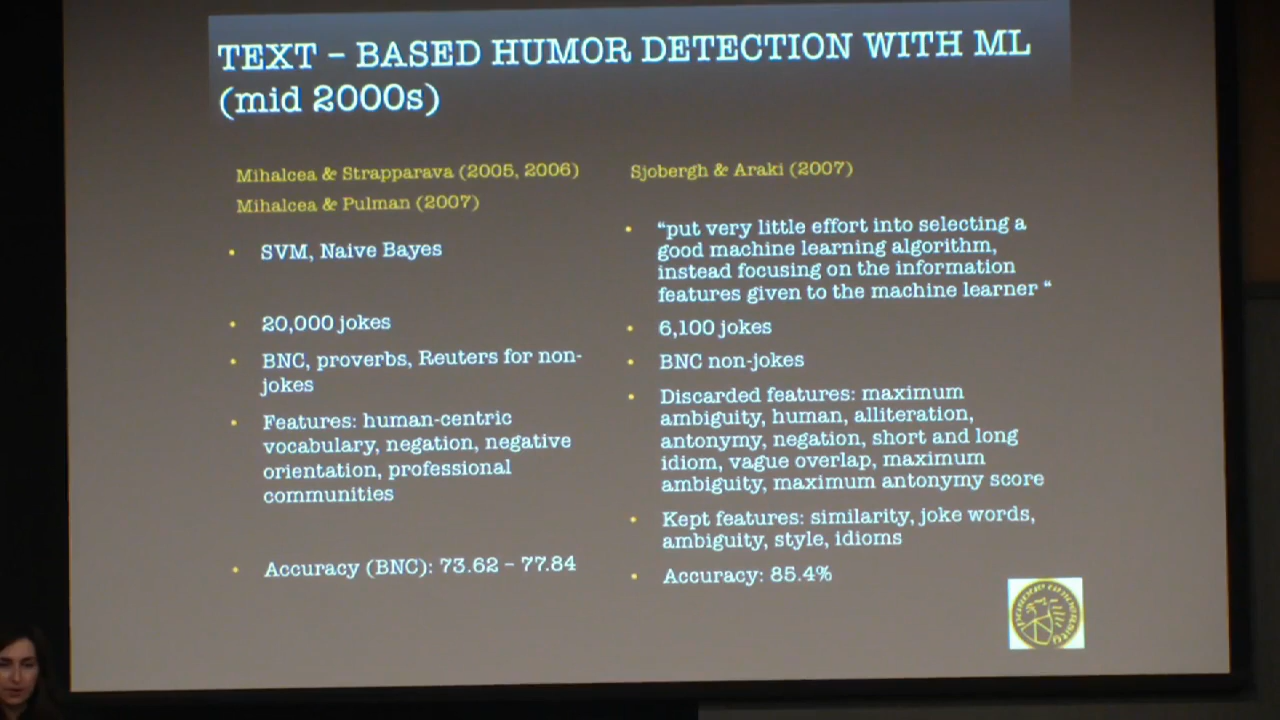 TEXT – BASED HUMOR DETECTION WITH ML
(mid 2000s)
Mihalcea & Strapparava (2005, 2006)
Mihalcea & Pulman (2007)
• SVM, Naive Bayes
• 20,000 jokes
• BNC, proverbs, Reuters for non-
jokes
• Features: human-centric
vocabulary, negation, negative
orientation, professional
communities
• Accuracy (BNC): 73.62 – 77.84
Sjobergh & Araki (2007)
• “put very little effort into selecting a
good machine learning algorithm,
instead focusing on the information
features given to the machine learner “
• 6,100 jokes
• BNC non-jokes
• Discarded features: maximum
ambiguity, human, alliteration,
antonymy, negation, short and long
idiom, vague overlap, maximum
ambiguity, maximum antonymy score
• Kept features: similarity, joke words,
ambiguity, style, idioms
• Accuracy: 85.4%